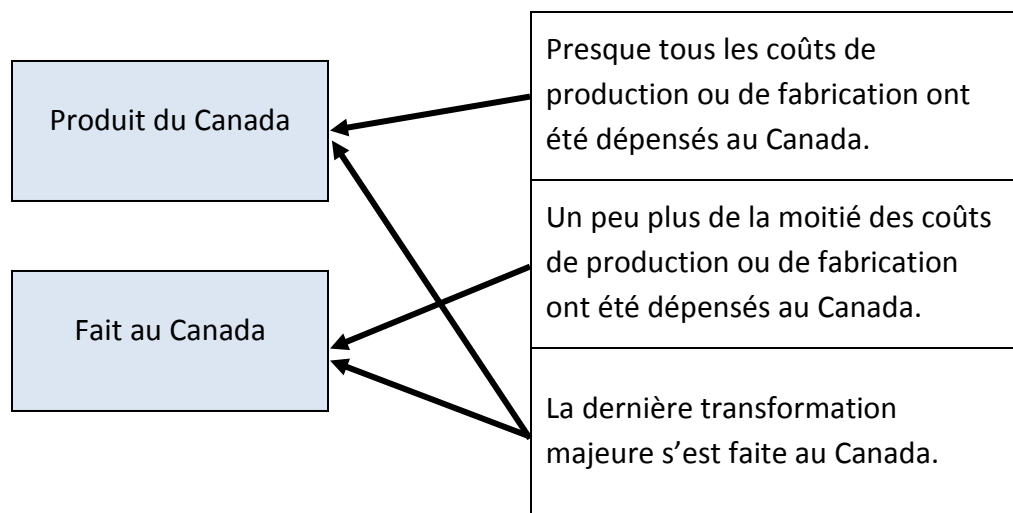 Produit du Canada
Fait au Canada
Presque tous les coûts de
production ou de fabrication ont
été dépensés au Canada.
Un peu plus de la moitié des coûts
de production ou de fabrication
ont été dépensés au Canada.
La dernière transformation
majeure s’est faite au Canada.